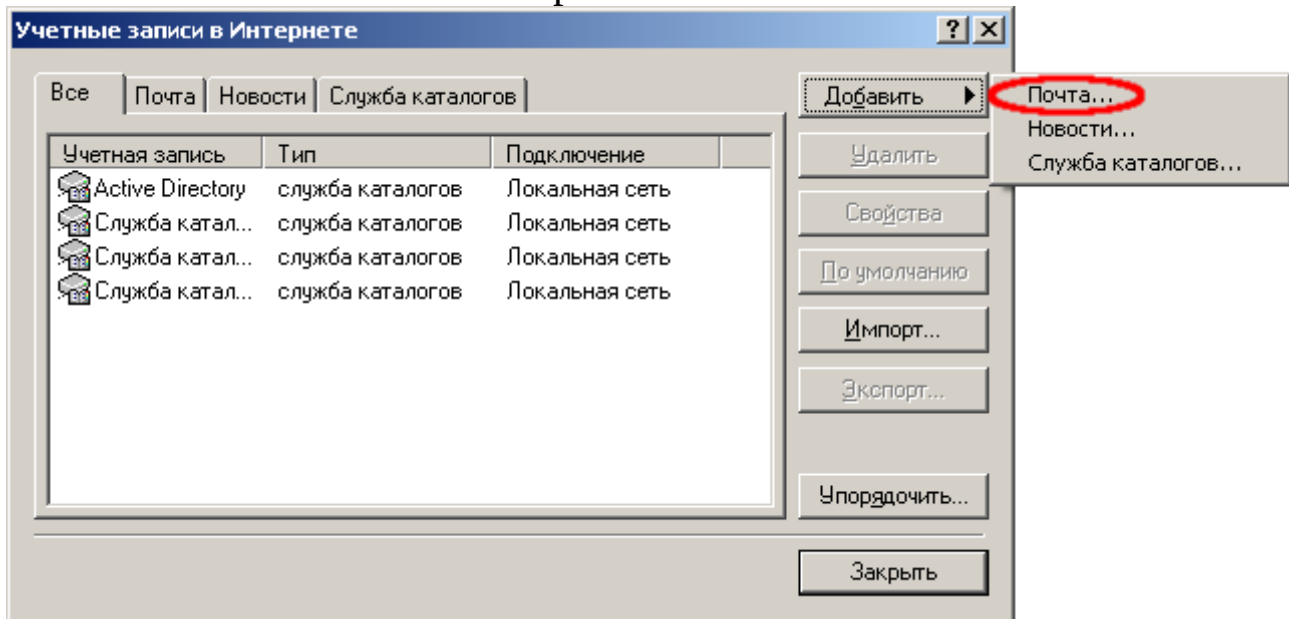 Учетные записи в Интернете
Все Почта Новости Служба каталогов
Добавить
Почта...
Новости...
Служба каталогов...
Учетная запись Тип Подключение
Active Directory служба каталогов Локальная сеть
Служба катал... служба каталогов Локальная сеть
Служба катал... служба каталогов Локальная сеть
Служба катал... служба каталогов Локальная сеть
Удалить
Свойства
По умолчанию
Импорт...
Экспорт...
Упорядочить...
Закрыть